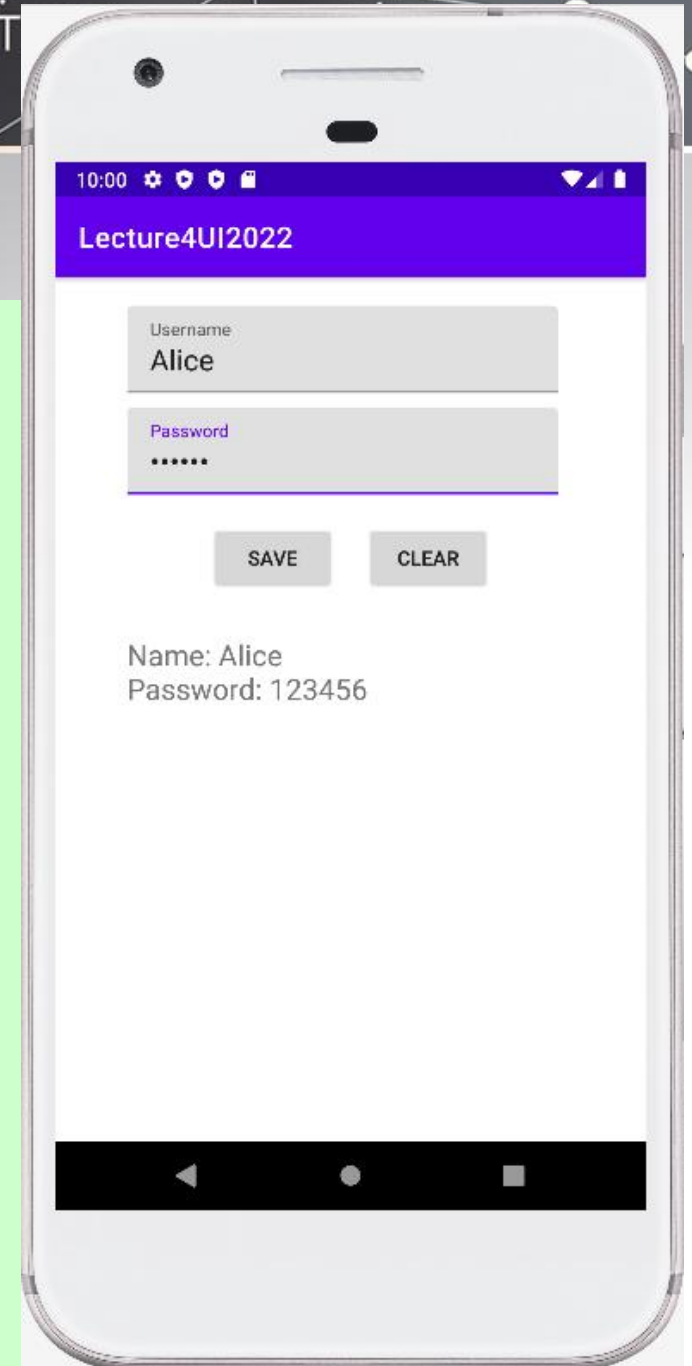 T
10:00
Lecture4UI2022
Username
Alice
Password
••••••
SAVE CLEAR
Name: Alice
Password: 123456